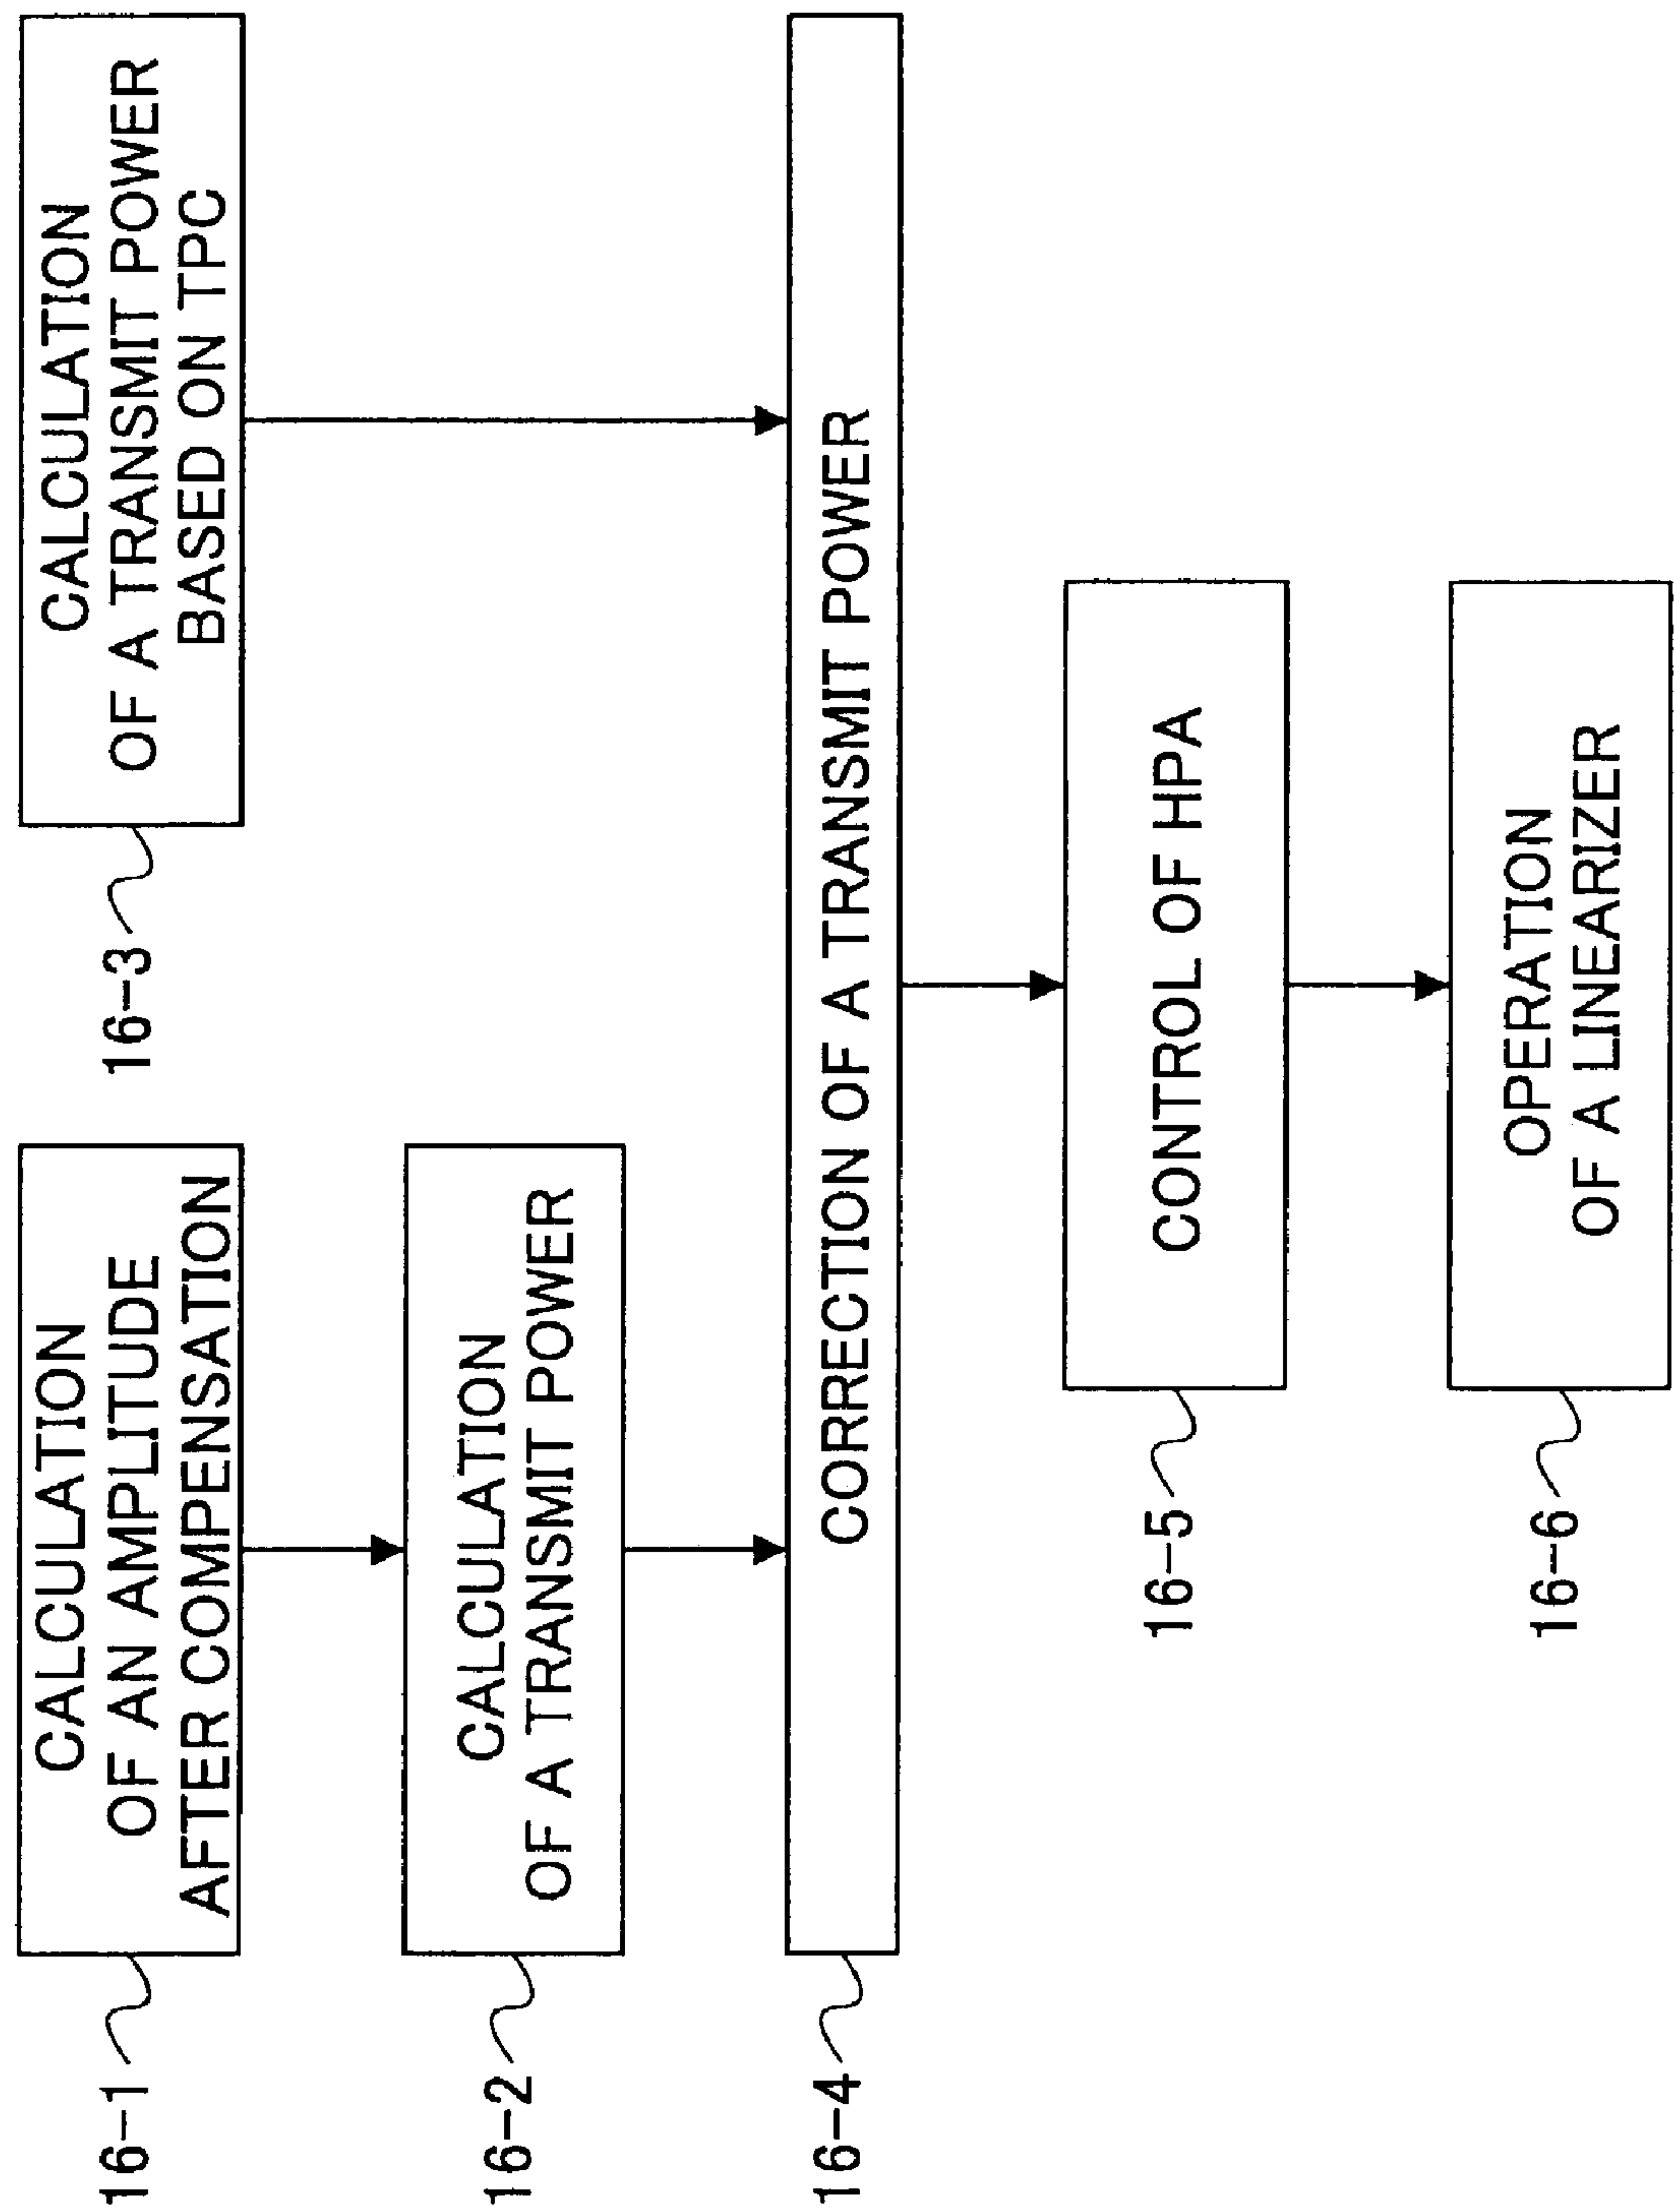 16-1
CALCULATION
OF AN AMPLITUDE
AFTER COMPENSATION
16-3
CALCULATION
OF A TRANSMIT POWER
BASED ON TPC
16-2
CALCULATION
OF A TRANSMIT POWER
16-4
CORRECTION OF A TRANSMIT POWER
16-5
CONTROL OF HPA
16-6
OPERATION
OF A LINEARIZER